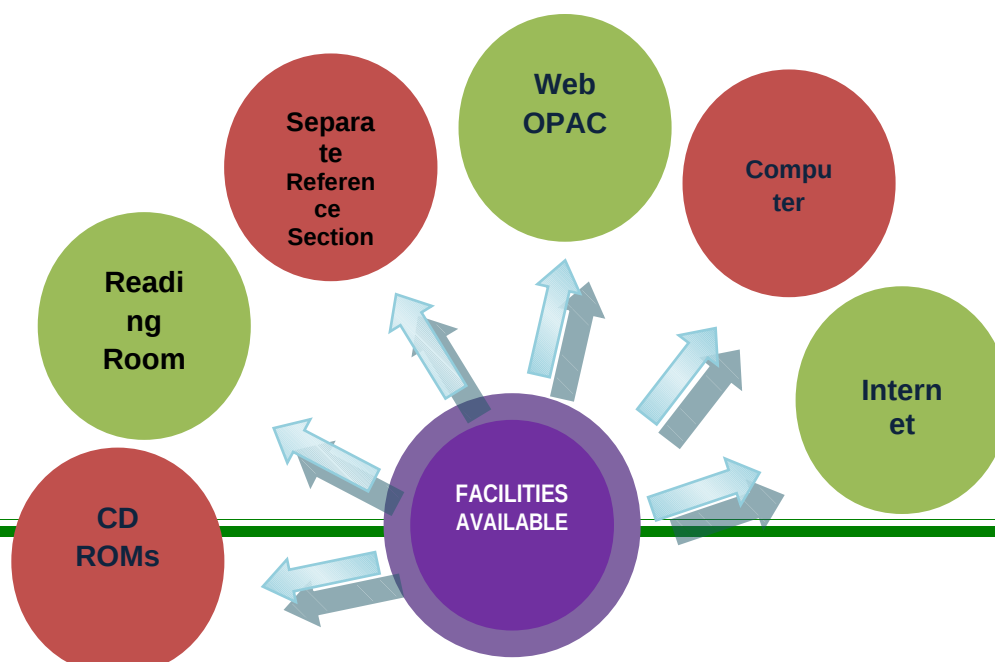 Web
OPAC
Separa
te
Referen
ce
Section
Compu
ter
Readi
ng
Room
Intern
et
CD
ROMs
FACILITIES
AVAILABLE